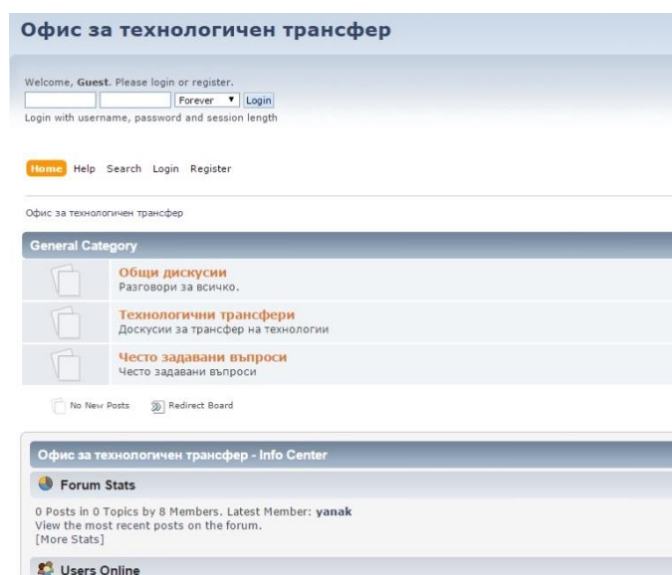 Офис за технологичен трансфер
Welcome, Guest. Please login or register.
Forever Login
Login with username, password and session length
Home Help Search Login Register
Офис за технологичен трансфер
General Category
Общи дискусии
Разговори за всичко.
Технологични трансфери
Доскусии за трансфер на технологии
Често задавани въпроси
Често задавани въпроси
No New Posts Redirect Board
Офис за технологичен трансфер - Info Center
Forum Stats
0 Posts in 0 Topics by 8 Members. Latest Member: yanak
View the most recent posts on the forum.
[More Stats]
Users Online